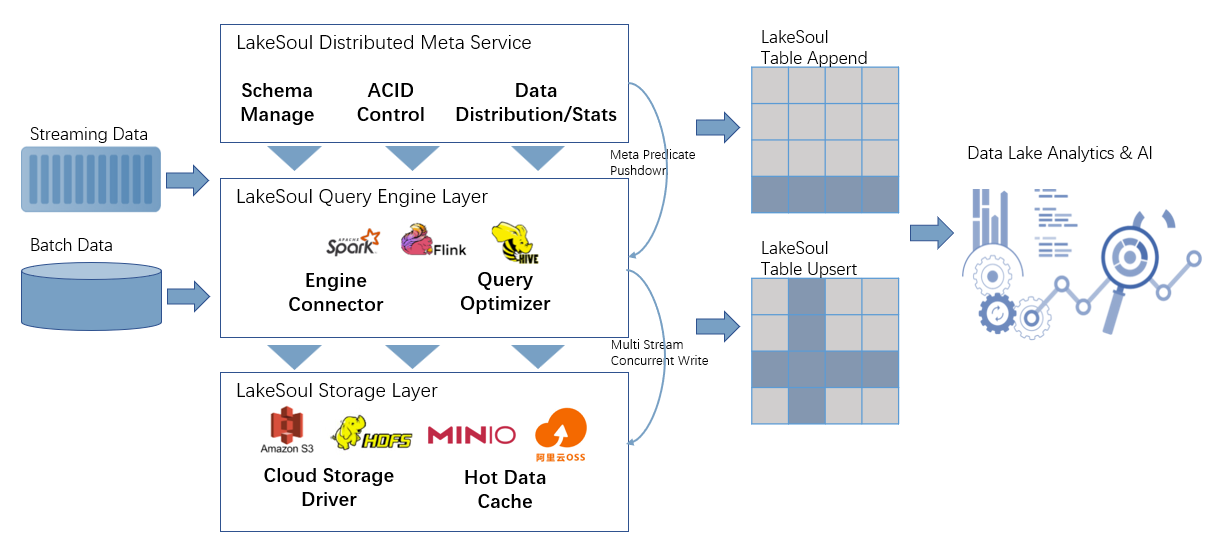 Streaming Data
Batch Data
LakeSoul Distributed Meta Service
Schema
Manage
ACID
Control
Data
Distribution/Stats
Meta Predicate
Pushdown
LakeSoul Query Engine Layer
APACHE
Spark
Flink
HIVE
Engine
Connector
Query
Optimizer
Multi Stream
Concurrent Write
LakeSoul Storage Layer
Amazon S3
HDFS
MINIO
阿里云OSS
Cloud Storage
Driver
Hot Data
Cache
LakeSoul
Table Append
LakeSoul
Table Upsert
Data Lake Analytics & AI